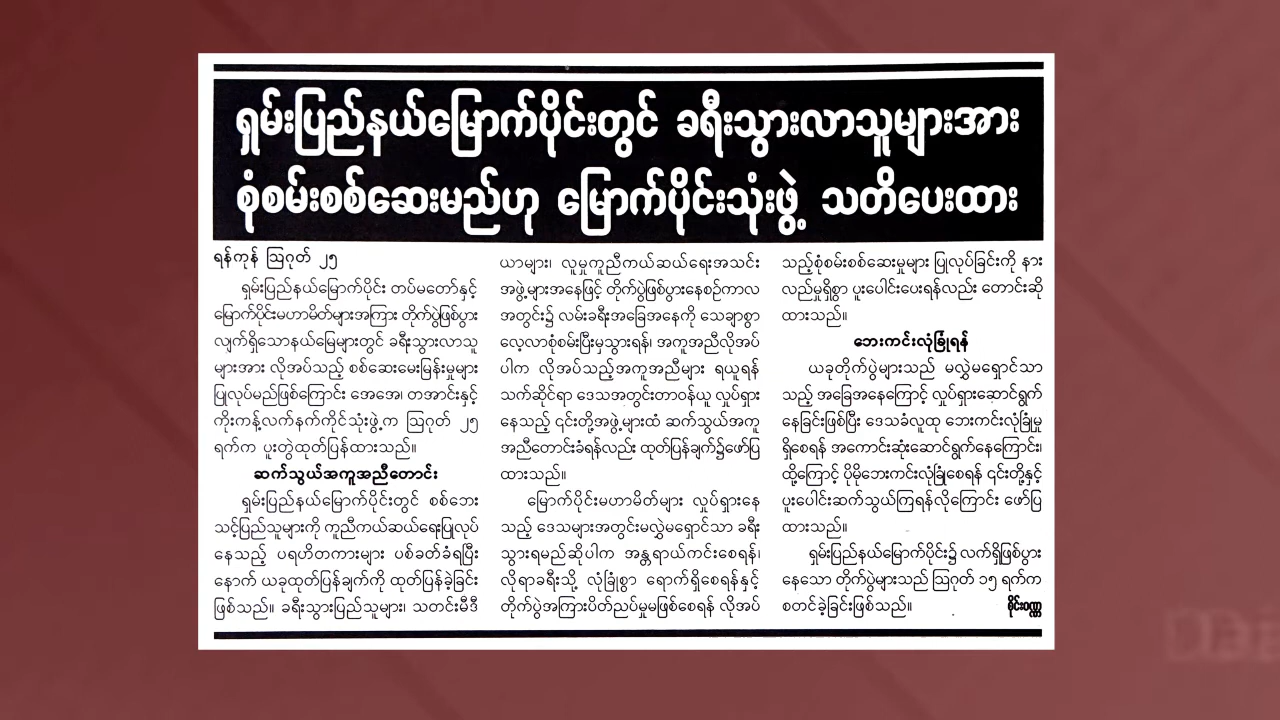 ရှမ်းပြည်နယ်မြောက်ပိုင်းတွင် ခရီးသွားလာသူများအား
စုံစမ်းစစ်ဆေးမည်ဟု မြောက်ပိုင်းသုံးဖွဲ့ သတိပေးထား
ရန်ကုန် ဩဂုတ် ၂၅
ရှမ်းပြည်နယ်မြောက်ပိုင်း တပ်မတော်နှင့်
မြောက်ပိုင်းမဟာမိတ်များအကြား တိုက်ပွဲဖြစ်ပွား
လျက်ရှိသောနယ်မြေများတွင် ခရီးသွားလာသူ
များအား လိုအပ်သည့် စစ်ဆေးမေးမြန်းမှုများ
ပြုလုပ်မည်ဖြစ်ကြောင်း အေအေ၊ တအာင်းနှင့်
ကိုးကန့်လက်နက်ကိုင်သုံးဖွဲ့က ဩဂုတ် ၂၅
ရက်က ပူးတွဲထုတ်ပြန်ထားသည်။
ဆက်သွယ်အကူအညီတောင်း
ရှမ်းပြည်နယ်မြောက်ပိုင်းတွင် စစ်ဘေး
သင့်ပြည်သူများကို ကူညီကယ်ဆယ်ရေးပြုလုပ်
နေသည့် ပရဟိတကားများ ပစ်ခတ်ခံရပြီး
နောက် ယခုထုတ်ပြန်ချက်ကို ထုတ်ပြန်ခဲ့ခြင်း
ဖြစ်သည်။ ခရီးသွားပြည်သူများ၊ သတင်းမီဒီ
ယာများ၊ လူမှုကူညီကယ်ဆယ်ရေးအသင်း
အဖွဲ့များအနေဖြင့် တိုက်ပွဲဖြစ်ပွားနေစဉ်ကာလ
အတွင်း၌ လမ်းခရီးအခြေအနေကို သေချာစွာ
လေ့လာစုံစမ်းပြီးမှသွားရန်၊ အကူအညီလိုအပ်
ပါက လိုအပ်သည့်အကူအညီများ ရယူရန်
သက်ဆိုင်ရာ ဒေသအတွင်းတာဝန်ယူ လှုပ်ရှား
နေသည့် ၎င်းတို့အဖွဲ့များထံ ဆက်သွယ်အကူ
အညီတောင်းခံရန်လည်း ထုတ်ပြန်ချက်၌ဖော်ပြ
ထားသည်။
မြောက်ပိုင်းမဟာမိတ်များ လှုပ်ရှားနေ
သည့် ဒေသများအတွင်းမလွှဲမရှောင်သာ ခရီး
သွားရမည်ဆိုပါက အန္တရာယ်ကင်းစေရန်၊
လိုရာခရီးသို့ လုံခြုံစွာ ရောက်ရှိစေရန်နှင့်
တိုက်ပွဲအကြားပိတ်ညပ်မှုမဖြစ်စေရန် လိုအပ်
သည့်စုံစမ်းစစ်ဆေးမှုများ ပြုလုပ်ခြင်းကို နား
လည်မှုရှိစွာ ပူးပေါင်းပေးရန်လည်း တောင်းဆို
ထားသည်။
ဘေးကင်းလုံခြုံရန်
ယခုတိုက်ပွဲများသည် မလွှဲမရှောင်သာ
သည့် အခြေအနေကြောင့် လှုပ်ရှားဆောင်ရွက်
နေခြင်းဖြစ်ပြီး ဒေသခံလူထု ဘေးကင်းလုံခြုံမှု
ရှိစေရန် အကောင်းဆုံးဆောင်ရွက်နေကြောင်း၊
ထို့ကြောင့် ပိုမိုဘေးကင်းလုံခြုံစေရန် ၎င်းတို့နှင့်
ပူးပေါင်းဆက်သွယ်ကြရန်လိုကြောင်း ဖော်ပြ
ထားသည်။
ရှမ်းပြည်နယ်မြောက်ပိုင်း၌ လက်ရှိဖြစ်ပွား
နေသော တိုက်ပွဲများသည် ဩဂုတ် ၁၅ ရက်က
စတင်ခဲ့ခြင်းဖြစ်သည်။